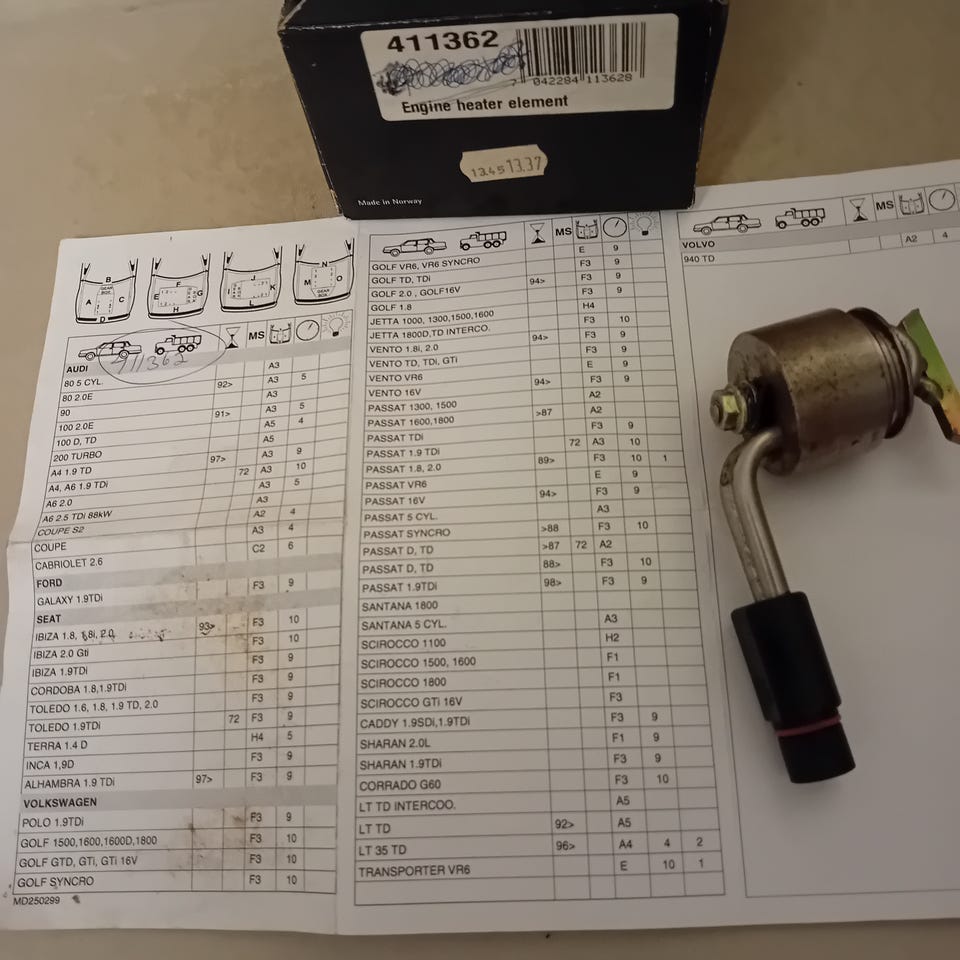 411362
7 042284 113628
Engine heater element
13.45 13.37
Made in Norway
B
A GEAR BOX C
D
F
E G
H
J
I K
L
N
M O
GEAR BOX
MS
411362
AUDI
80 5 CYL. A3
80 2.0E 92> A3 5
90 A3
100 2.0E 91> A3 5
100 D, TD A5 4
200 TURBO A5
A4 1.9 TD 97> A3 9
A4, A6 1.9 TDi 72 A3 10
A6 2.0 A3 5
A6 2.5 TDi 88kW A3
COUPE S2 A2 4
COUPE A3 4
CABRIOLET 2.6 C2 6
FORD
GALAXY 1.9TDi F3 9
SEAT
IBIZA 1.8, 1.8i, 2.0 93> F3 10
IBIZA 2.0 Gti F3 10
IBIZA 1.9TDi F3 9
CORDOBA 1.8,1.9TDi F3 9
TOLEDO 1.6, 1.8, 1.9 TD, 2.0 F3 9
TOLEDO 1.9TDi 72 F3 9
TERRA 1.4 D H4 5
INCA 1,9D F3 9
ALHAMBRA 1.9 TDi 97> F3 9
VOLKSWAGEN
POLO 1.9TDi F3 9
GOLF 1500,1600,1600D,1800 F3 10
GOLF GTD, GTi, GTi 16V F3 10
GOLF SYNCRO F3 10
MD250299
MS
GOLF VR6, VR6 SYNCRO E 9
GOLF TD, TDi F3 9
GOLF 2.0 , GOLF16V 94> F3 9
GOLF 1.8 F3 9
JETTA 1000, 1300,1500,1600 H4
JETTA 1800D,TD INTERCO. F3 10
VENTO 1.8i, 2.0 94> F3 9
VENTO TD, TDi, GTi F3 9
VENTO VR6 E 9
VENTO 16V 94> F3 9
PASSAT 1300, 1500 A2
PASSAT 1600,1800 >87 A2
PASSAT TDi F3 9
PASSAT 1.9 TDi 72 A3 10
PASSAT 1.8, 2.0 89> F3 10 1
PASSAT VR6 E 9
PASSAT 16V 94> F3 9
PASSAT 5 CYL. A3
PASSAT SYNCRO >88 F3 10
PASSAT D, TD >87 72 A2
PASSAT D, TD 88> F3 10
PASSAT 1.9TDi 98> F3 9
SANTANA 1800
SANTANA 5 CYL. A3
SCIROCCO 1100 H2
SCIROCCO 1500, 1600 F1
SCIROCCO 1800 F1
SCIROCCO GTi 16V F3
CADDY 1.9SDi,1.9TDi F3 9
SHARAN 2.0L F1 9
SHARAN 1.9TDi F3 9
CORRADO G60 F3 10
LT TD INTERCOO. A5
LT TD 92> A5
LT 35 TD 96> A4 4 2
TRANSPORTER VR6 E 10 1
MS
VOLVO
940 TD A2 4